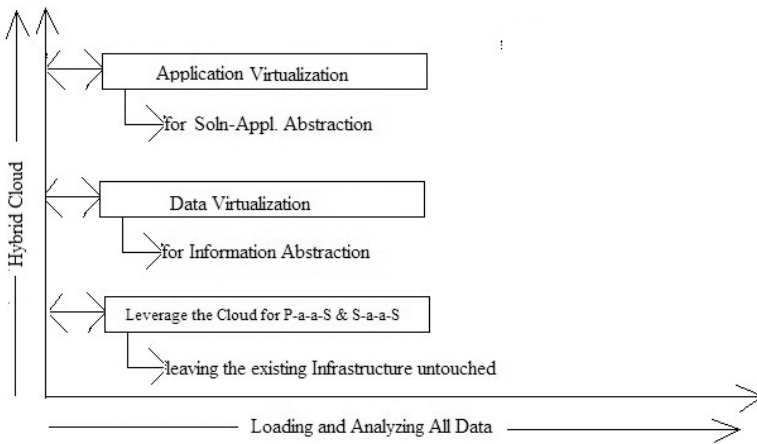 Application Virtualization
for Soln-Appl. Abstraction
Data Virtualization
for Information Abstraction
Leverage the Cloud for P-a-a-S & S-a-a-S
leaving the existing Infrastructure untouched
Hybrid Cloud
Loading and Analyzing All Data